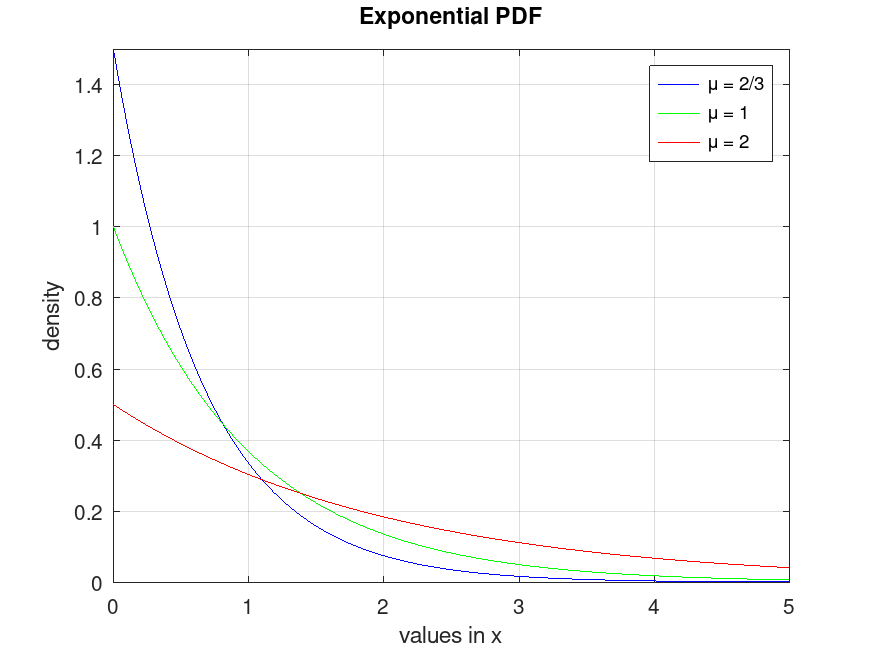 Exponential PDF
1.4
1.2
1
0.8
0.6
0.4
0.2
0
density
μ = 2/3
μ = 1
μ = 2
0 1 2 3 4 5
values in x